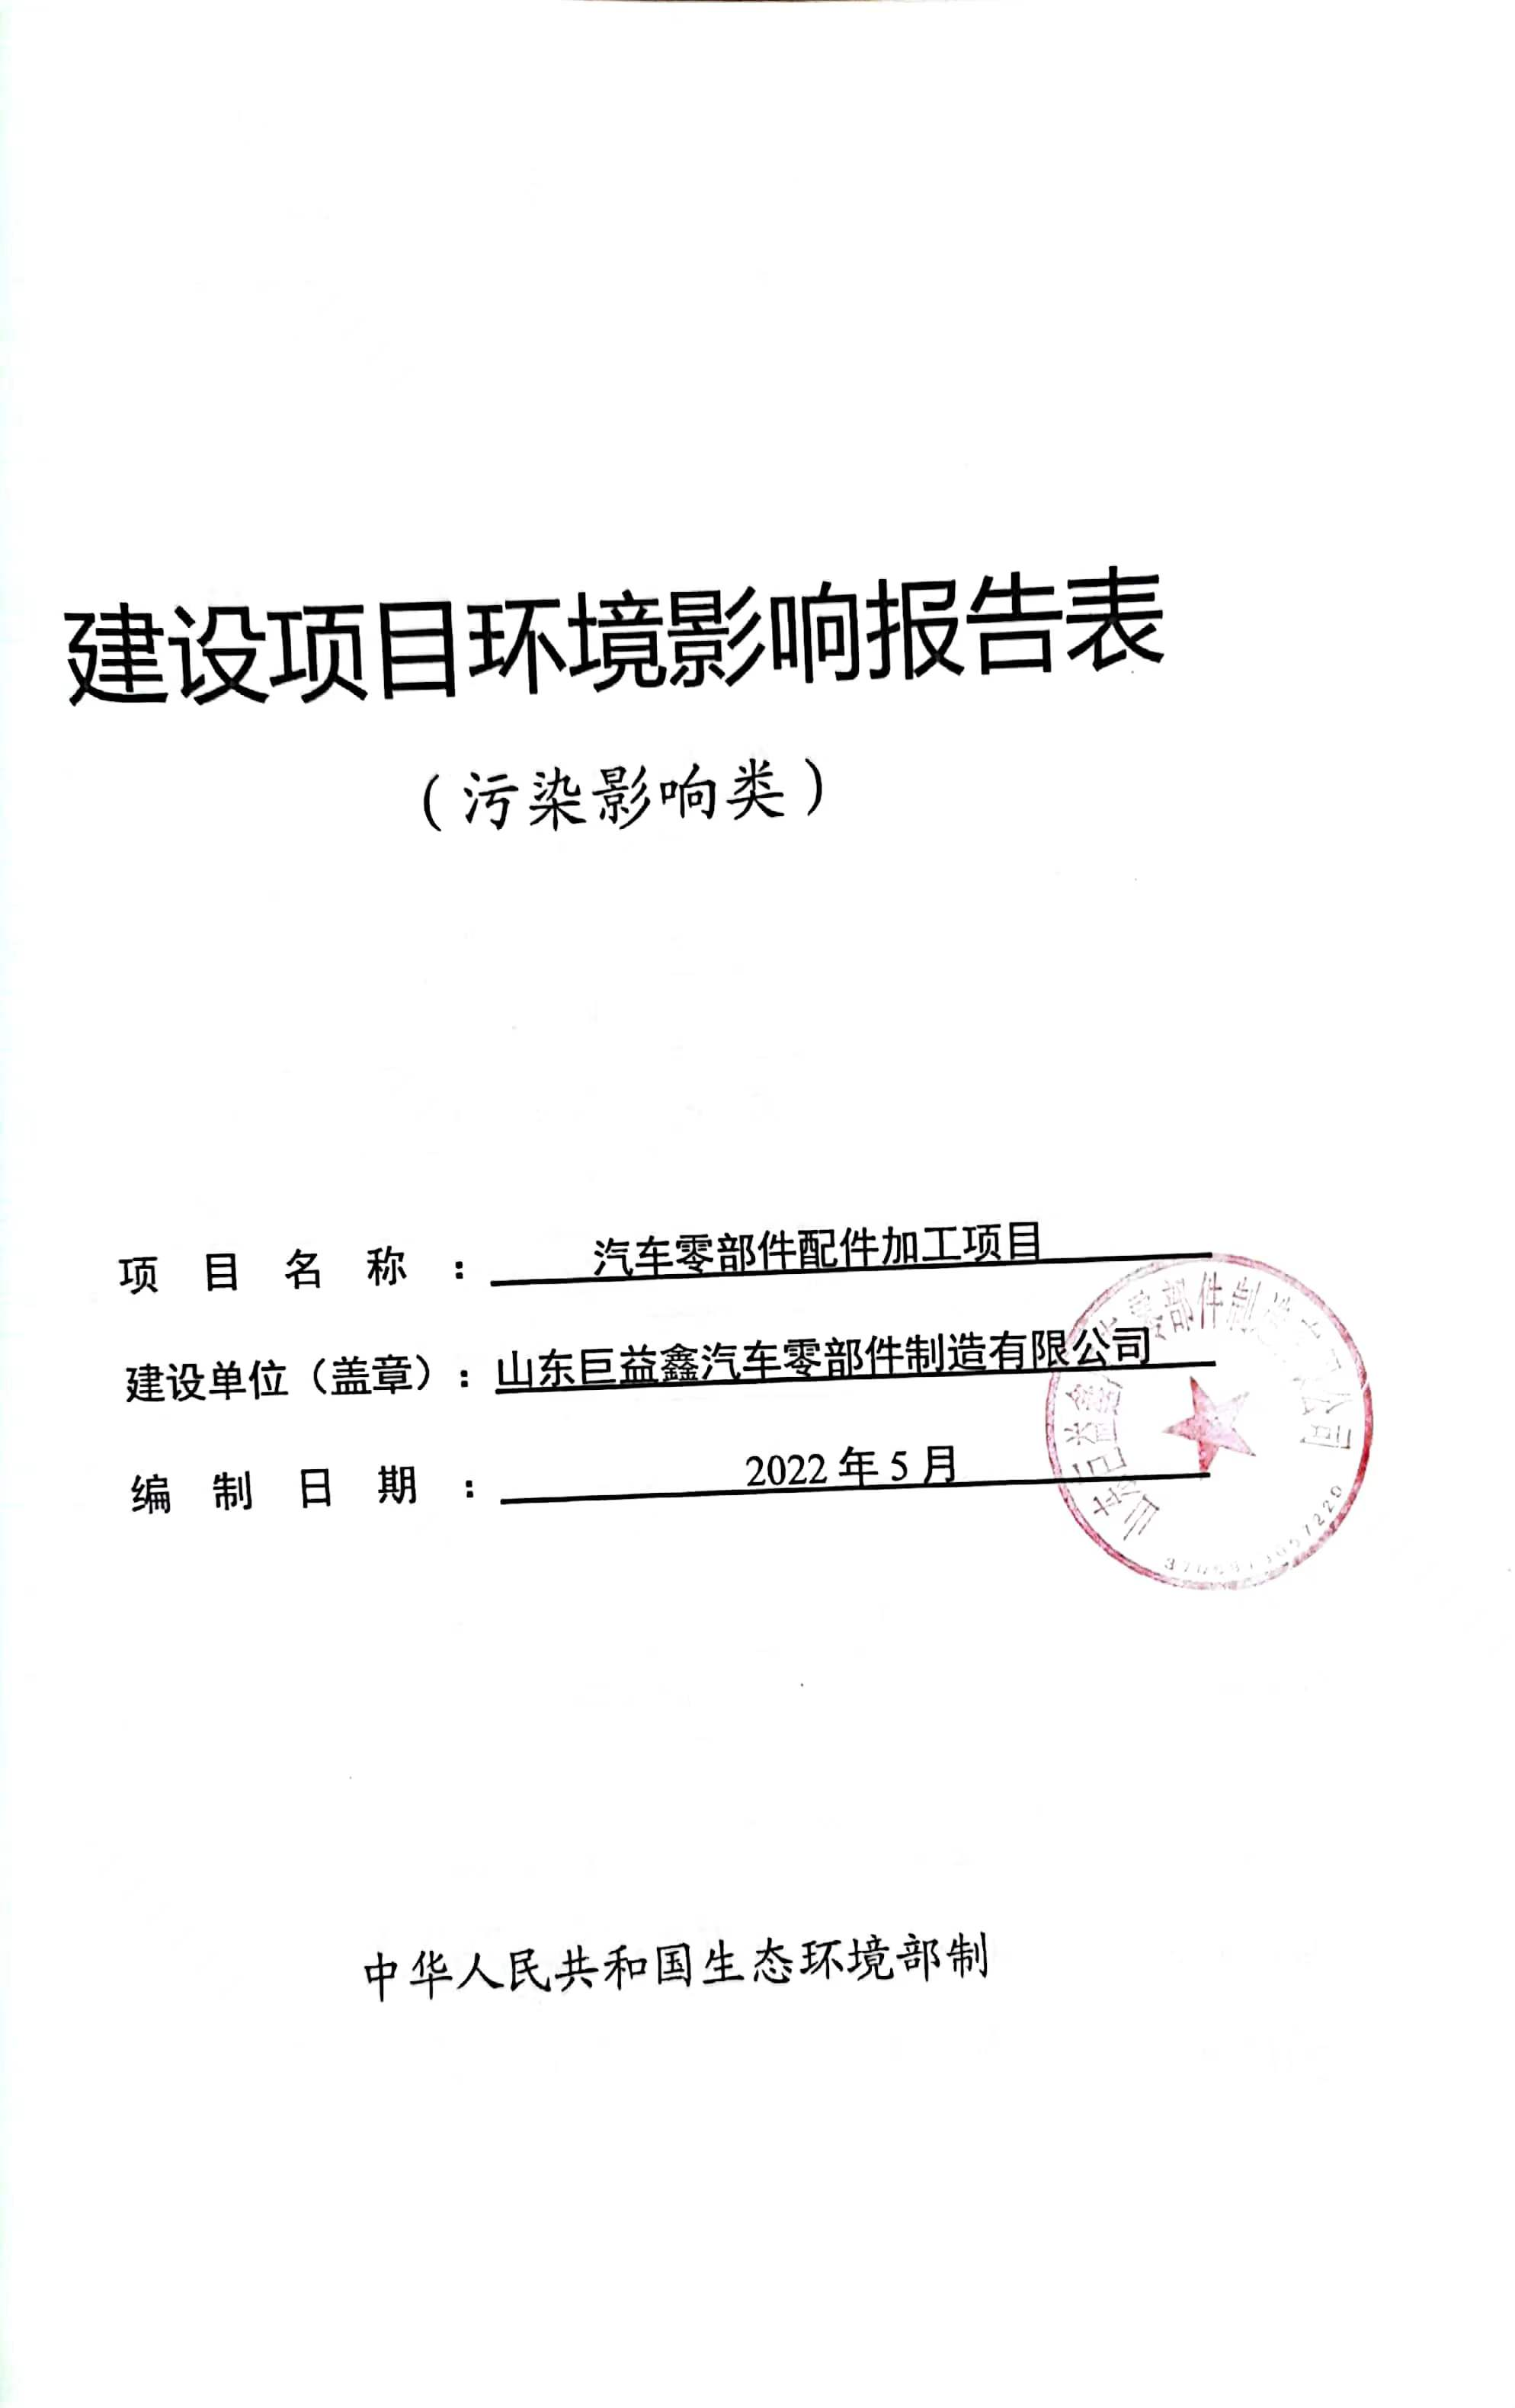 建设项目环境影响报告表
（污染影响类）
项目名称：汽车零部件配件加工项目
建设单位（盖章）：山东巨益鑫汽车零部件制造有限公司
编制日期：2022年5月
中华人民共和国生态环境部制